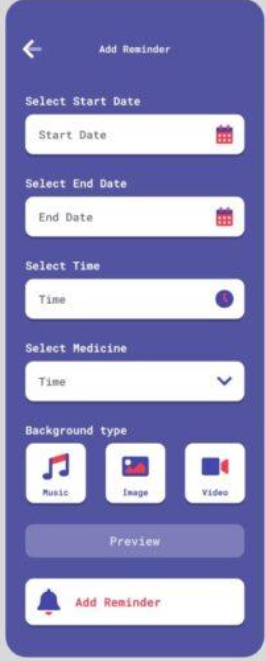 Add Reminder
Select Start Date
Start Date
Select End Date
End Date
Select Time
Time
Select Medicine
Time
Background type
Music Image Video
Preview
Add Reminder